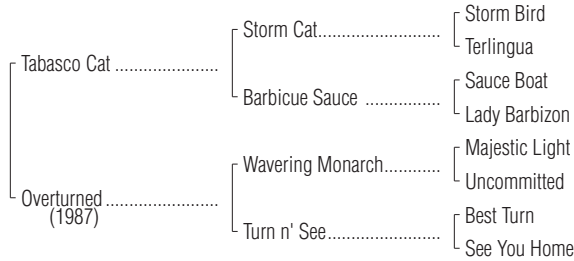 Storm Bird
Storm Cat
Terlingua
Tabasco Cat
Sauce Boat
Barbicue Sauce
Lady Barbizon
Majestic Light
Wavering Monarch
Uncommitted
Overturned
(1987)
Best Turn
Turn n' See
See You Home